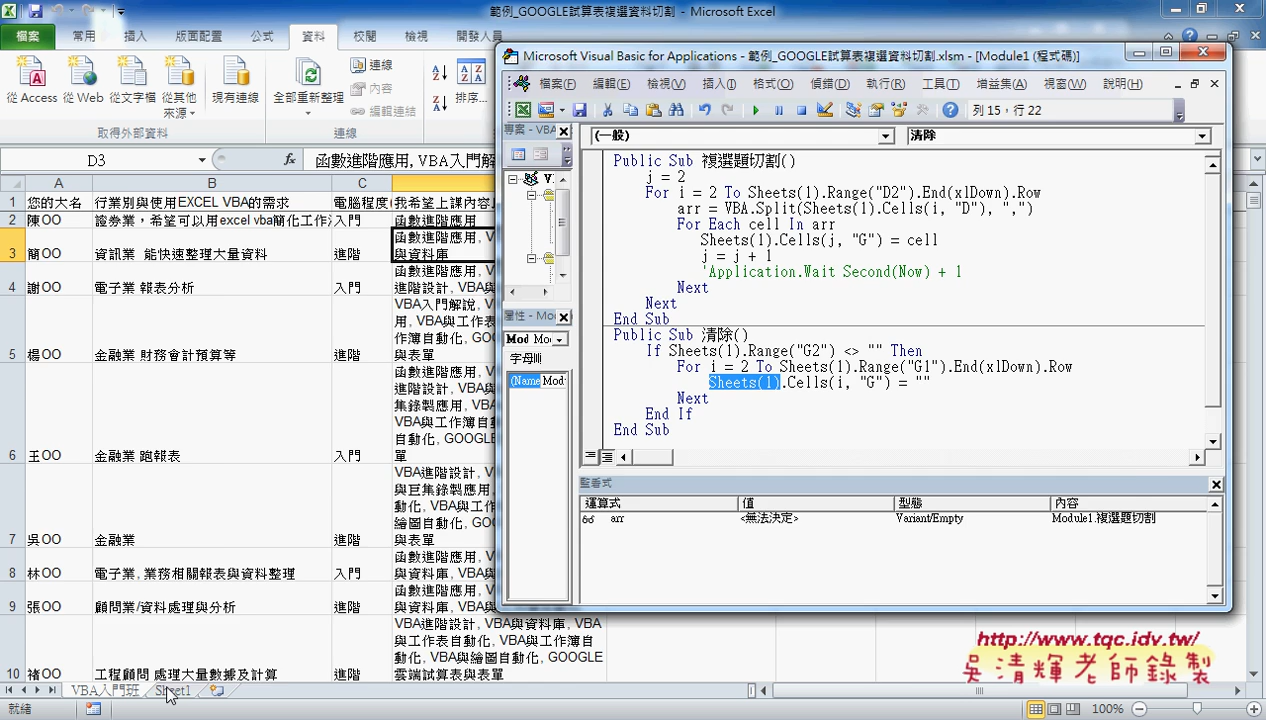 範例_GOOGLE試算表複選資料切割 - Microsoft Excel
檔案 常用 插入 版面配置 公式 資料 校閱 檢視 開發人員
從 Access 從 Web 從文字檔 從其他來源 現有連線 全部重新整理 連線 內容 編輯連結 排序...
取得外部資料 連線
D3 fx 函數進階應用, VBA入門解
A B C
1 您的大名 行業別與使用EXCEL VBA的需求 電腦程度( 我希望上課內容
2 陳OO 證券業，希望可以用excel vba簡化工作 入門 函數進階應用
3 簡OO 資訊業 能快速整理大量資料 進階 函數進階應用, V
與資料庫
4 謝OO 電子業 報表分析 入門 函數進階應用, V
進階設計, VBA與
5 楊OO 金融業 財務會計預算等 進階 VBA入門解說, V
用, VBA與工作表
作簿自動化, GOO
與表單
6 王OO 金融業 跑報表 入門 函數進階應用, V
進階設計, VBA與
集錄製應用, VBA
VBA與工作簿自動
自動化, GOOGLE
單
7 吳OO 金融業 進階 VBA進階設計, V
與巨集錄製應用,
動化, VBA與工作
繪圖自動化, GOO
與表單
8 林OO 電子業,業務相關報表與資料整理 入門 函數進階應用, V
與資料庫, VBA與
9 張OO 顧問業/資料處理與分析 進階 函數進階應用, V
與資料庫, VBA與
10 褚OO 工程顧問 處理大量數據及計算 進階 VBA進階設計, VBA與資料庫, VBA
與工作表自動化, VBA與工作簿自
動化, VBA與繪圖自動化, GOOGLE
雲端試算表與表單
VBA入門班 Sheet1
就緒 100%
Microsoft Visual Basic for Applications - 範例_GOOGLE試算表複選資料切割.xlsm - [Module1 (程式碼)]
檔案(F) 編輯(E) 檢視(V) 插入(I) 格式(O) 偵錯(D) 執行(R) 工具(T) 增益集(A) 視窗(W) 說明(H)
列 15，行 22
專案 - VBA
屬性 - Mod
Mod Mod
字母順
(Name Mod
(一般) 清除
Public Sub 複選題切割()
j = 2
For i = 2 To Sheets(1).Range("D2").End(xlDown).Row
arr = VBA.Split(Sheets(1).Cells(i, "D"), ",")
For Each cell In arr
Sheets(1).Cells(j, "G") = cell
j = j + 1
'Application.Wait Second(Now) + 1
Next
Next
End Sub
Public Sub 清除()
If Sheets(1).Range("G2") <> "" Then
For i = 2 To Sheets(1).Range("G1").End(xlDown).Row
Sheets(1).Cells(i, "G") = ""
Next
End If
End Sub
監看式
運算式 值 型態 內容
arr <無法決定> Variant/Empty Module1.複選題切割
http://www.tqc.idv.tw/
吳清輝老師錄製